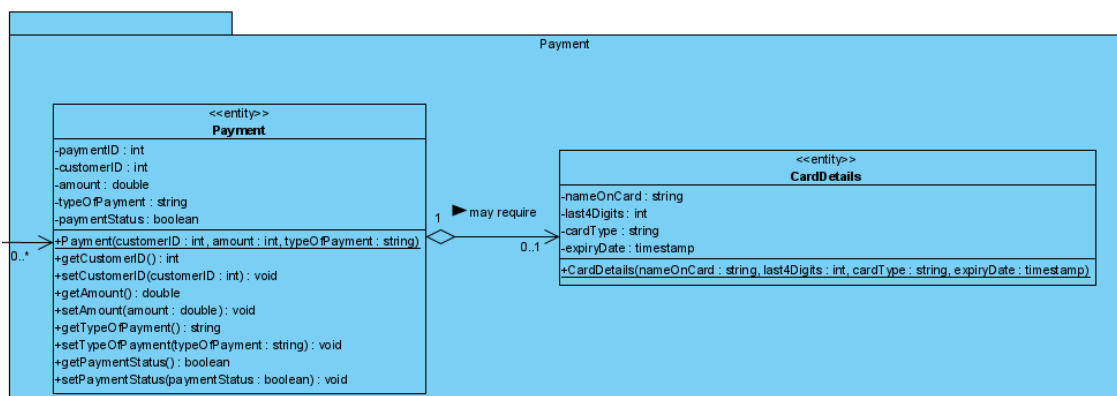 Payment
<<entity>>
Payment
-paymentID : int
-customerID : int
-amount : double
-typeOfPayment : string
-paymentStatus : boolean
+Payment(customerID : int, amount : int, typeOfPayment : string)
+getCustomerID() : int
+setCustomerID(customerID : int) : void
+getAmount() : double
+setAmount(amount : double) : void
+getTypeOfPayment() : string
+setTypeOfPayment(typeOfPayment : string) : void
+getPaymentStatus() : boolean
+setPaymentStatus(paymentStatus : boolean) : void
0..*
1
may require
0..1
<<entity>>
CardDetails
-nameOnCard : string
-last4Digits : int
-cardType : string
-expiryDate : timestamp
+CardDetails(nameOnCard : string, last4Digits : int, cardType : string, expiryDate : timestamp)